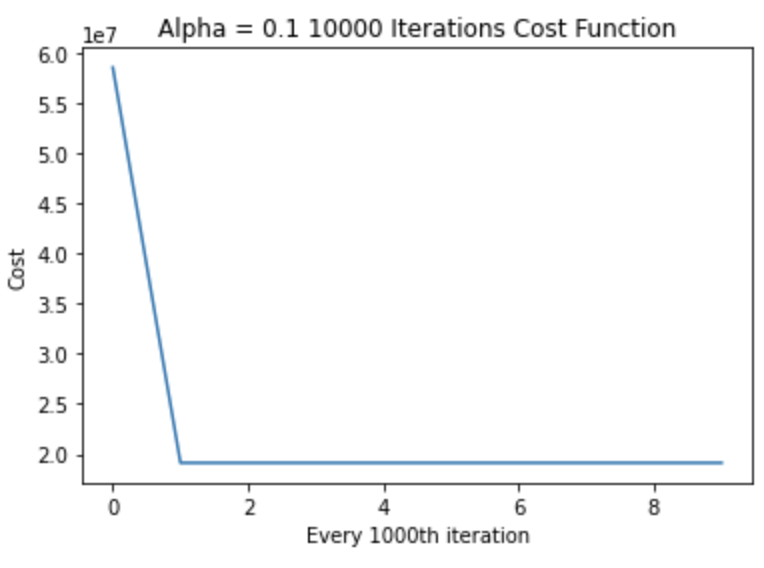 Alpha = 0.1 10000 Iterations Cost Function
1e7
6.0
5.5
5.0
4.5
4.0
3.5
3.0
2.5
2.0
Cost
0 2 4 6 8
Every 1000th iteration